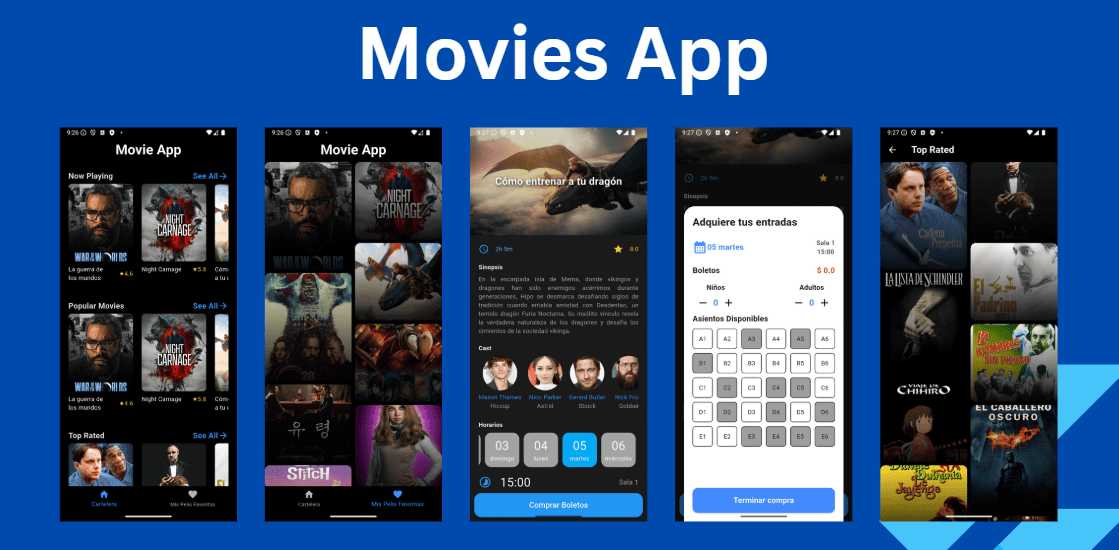 Movies App
9:26
Movie App
Now Playing
See All
NIGHT
CARNAGE
WAR OF THE
WORLDS
La guerra de
los mundos
4.6
Night Carnage
5.8
Popular Movies
See All
NIGHT
CARNAGE
WAR OF THE
WORLDS
La guerra de
los mundos
4.6
Night Carnage
5.8
Top Rated
See All
Cartelera
Mis Pelis Favoritas
9:26
Movie App
NIGHT
CARNAGE
유령
STITCH
Cartelera
Mis Pelis Favoritas
9:27
Cómo entrenar a tu dragón
2h 5m
8.0
Sinopsis
En la escarpada isla de Mema, donde vikingos y
dragones han sido enemigos acérrimos durante
generaciones, Hipo se desmarca desafiando siglos de
tradición cuando entabla amistad con Desdentao, un
temido dragón Furia Nocturna. Su insólito vínculo revela
la verdadera naturaleza de los dragones y desafía los
cimientos de la sociedad vikinga.
Cast
Mason Thames
Nico Parker
Gerard Butler
Nick Fro
Hiccup
Astrid
Stoick
Gobber
Horarios
03
domingo
04
lunes
05
martes
06
miércoles
15:00
Sala 1
Comprar Boletos
9:27
2h 5m
8.0
Sinopsis
Adquiere tus entradas
05 martes
Sala 1
15:00
Boletos
$ 0.0
Niños
Adultos
− 0 +
− 0 +
Asientos Disponibles
A1 A2 A3 A4 A5 A6
B1 B2 B3 B4 B5 B6
C1 C2 C3 C4 C5 C6
D1 D2 D3 D4 D5 D6
E1 E2 E3 E4 E5 E6
Terminar compra
9:27
Top Rated
Cadena
Perpetua
LA LISTA DE SCHINDLER
EL
12
HOMBRES
SIN PIEDAD
EL VIAJE DE
CHIHIRO
EL CABALLERO
OSCURO
Dilwale
Dulhania
Le
Jayenge